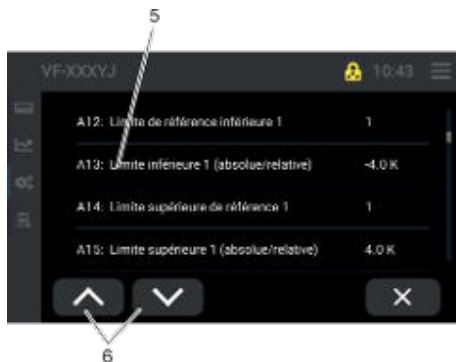 5
VF-XXXYJ 10:43
A12: Limite de référence inférieure 1 1
A13: Limite inférieure 1 (absolue/relative) -4.0 K
A14: Limite supérieure de référence 1 1
A15: Limite supérieure 1 (absolue/relative) 4.0 K
6